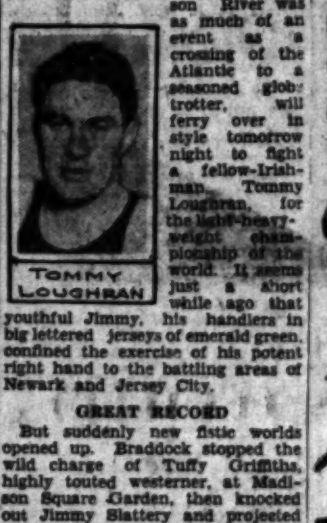 son River was
as much of an
event as a
crossing of the
Atlantic to a
seasoned glob
trotter, will
ferry over in
style tomorrow
night to fight
a fellow-Irish-
man, Tommy
Loughran, for
the light-heavy-
weight cham-
pionship of the
world. It seems
just a short
while ago that
TOMMY
LOUGHRAN
youthful Jimmy, his handlers in
big lettered jerseys of emerald green,
confined the exercise of his potent
right hand to the battling areas of
Newark and Jersey City.
GREAT RECORD
But suddenly new fistic worlds
opened up. Braddock stopped the
wild charge of Tuffy Griffiths,
highly touted westerner, at Madi-
son Square Garden, then knocked
out Jimmy Slattery and projected